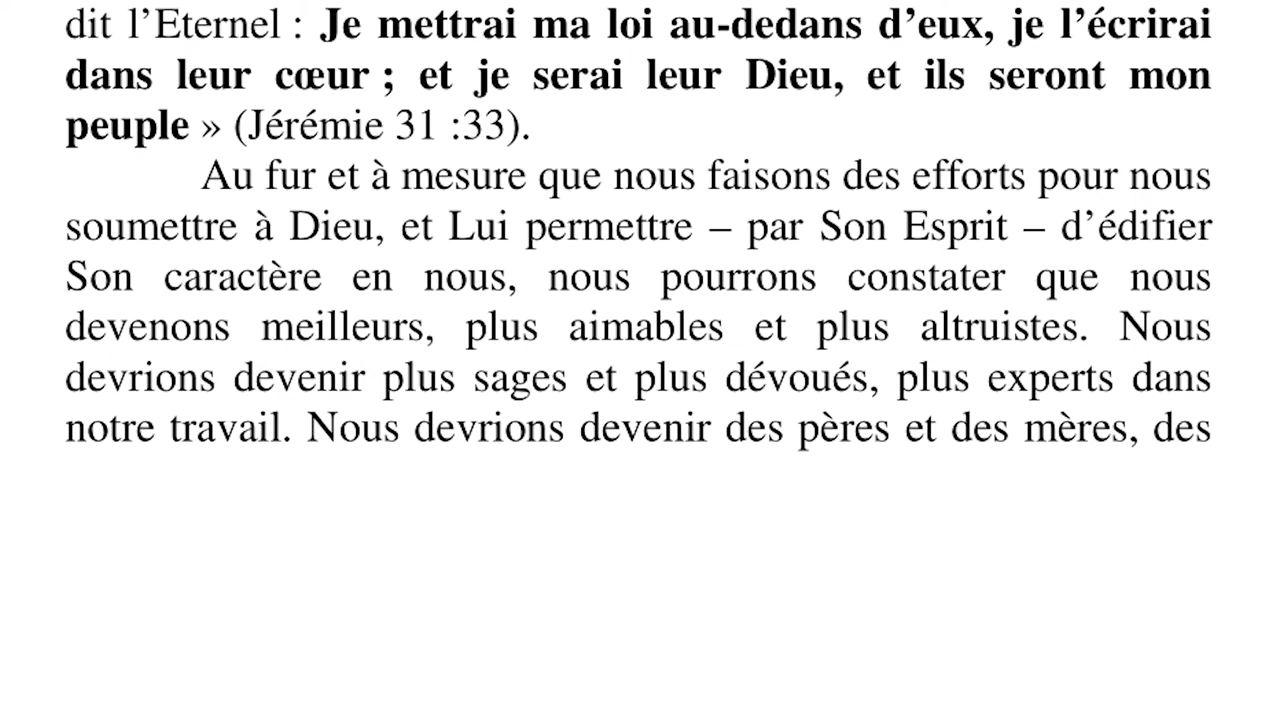 dit l’Eternel : Je mettrai ma loi au-dedans d’eux, je l’écrirai
dans leur cœur ; et je serai leur Dieu, et ils seront mon
peuple » (Jérémie 31 :33).
Au fur et à mesure que nous faisons des efforts pour nous
soumettre à Dieu, et Lui permettre – par Son Esprit – d’édifier
Son caractère en nous, nous pourrons constater que nous
devenons meilleurs, plus aimables et plus altruistes. Nous
devrions devenir plus sages et plus dévoués, plus experts dans
notre travail. Nous devrions devenir des pères et des mères, des